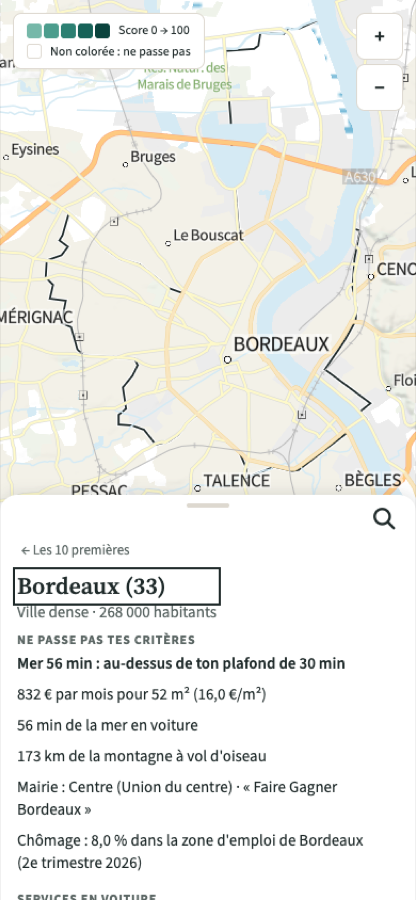 Score 0 → 100
Non colorée : ne passe pas
+
−
Rés. Natur. des
Marais de Bruges
Eysines
Bruges
A630
Le Bouscat
CENO
MÉRIGNAC
BORDEAUX
Floi
TALENCE
BÈGLES
PESSAC
← Les 10 premières
Bordeaux (33)
Ville dense · 268 000 habitants
NE PASSE PAS TES CRITÈRES
Mer 56 min : au-dessus de ton plafond de 30 min
832 € par mois pour 52 m² (16,0 €/m²)
56 min de la mer en voiture
173 km de la montagne à vol d'oiseau
Mairie : Centre (Union du centre) · « Faire Gagner
Bordeaux »
Chômage : 8,0 % dans la zone d'emploi de Bordeaux
(2e trimestre 2026)
SERVICES EN VOITURE